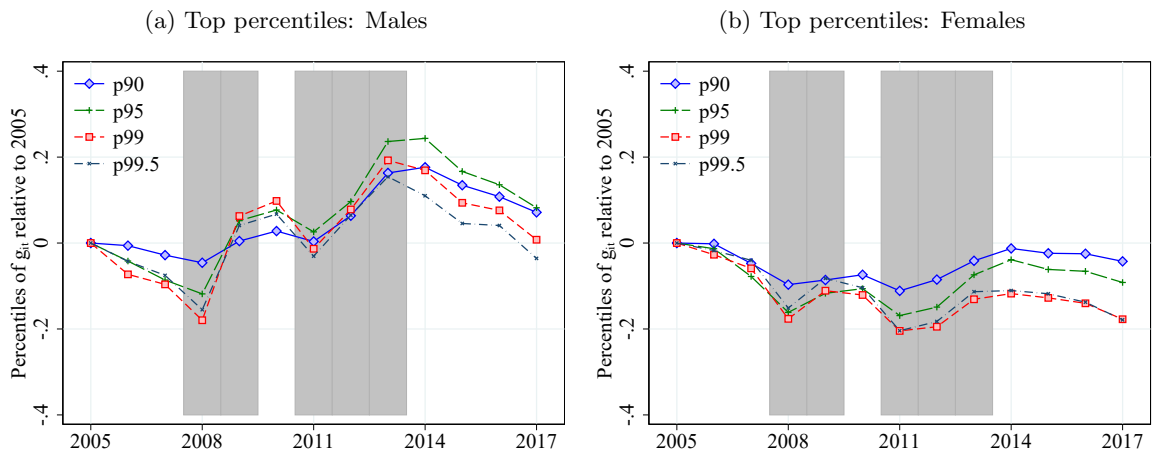 (a) Top percentiles: Males
Percentiles of gᵢₜ relative to 2005
.4
.2
0
-.2
-.4
p90
p95
p99
p99.5
2005 2008 2011 2014 2017
(b) Top percentiles: Females
Percentiles of gᵢₜ relative to 2005
.4
.2
0
-.2
-.4
p90
p95
p99
p99.5
2005 2008 2011 2014 2017